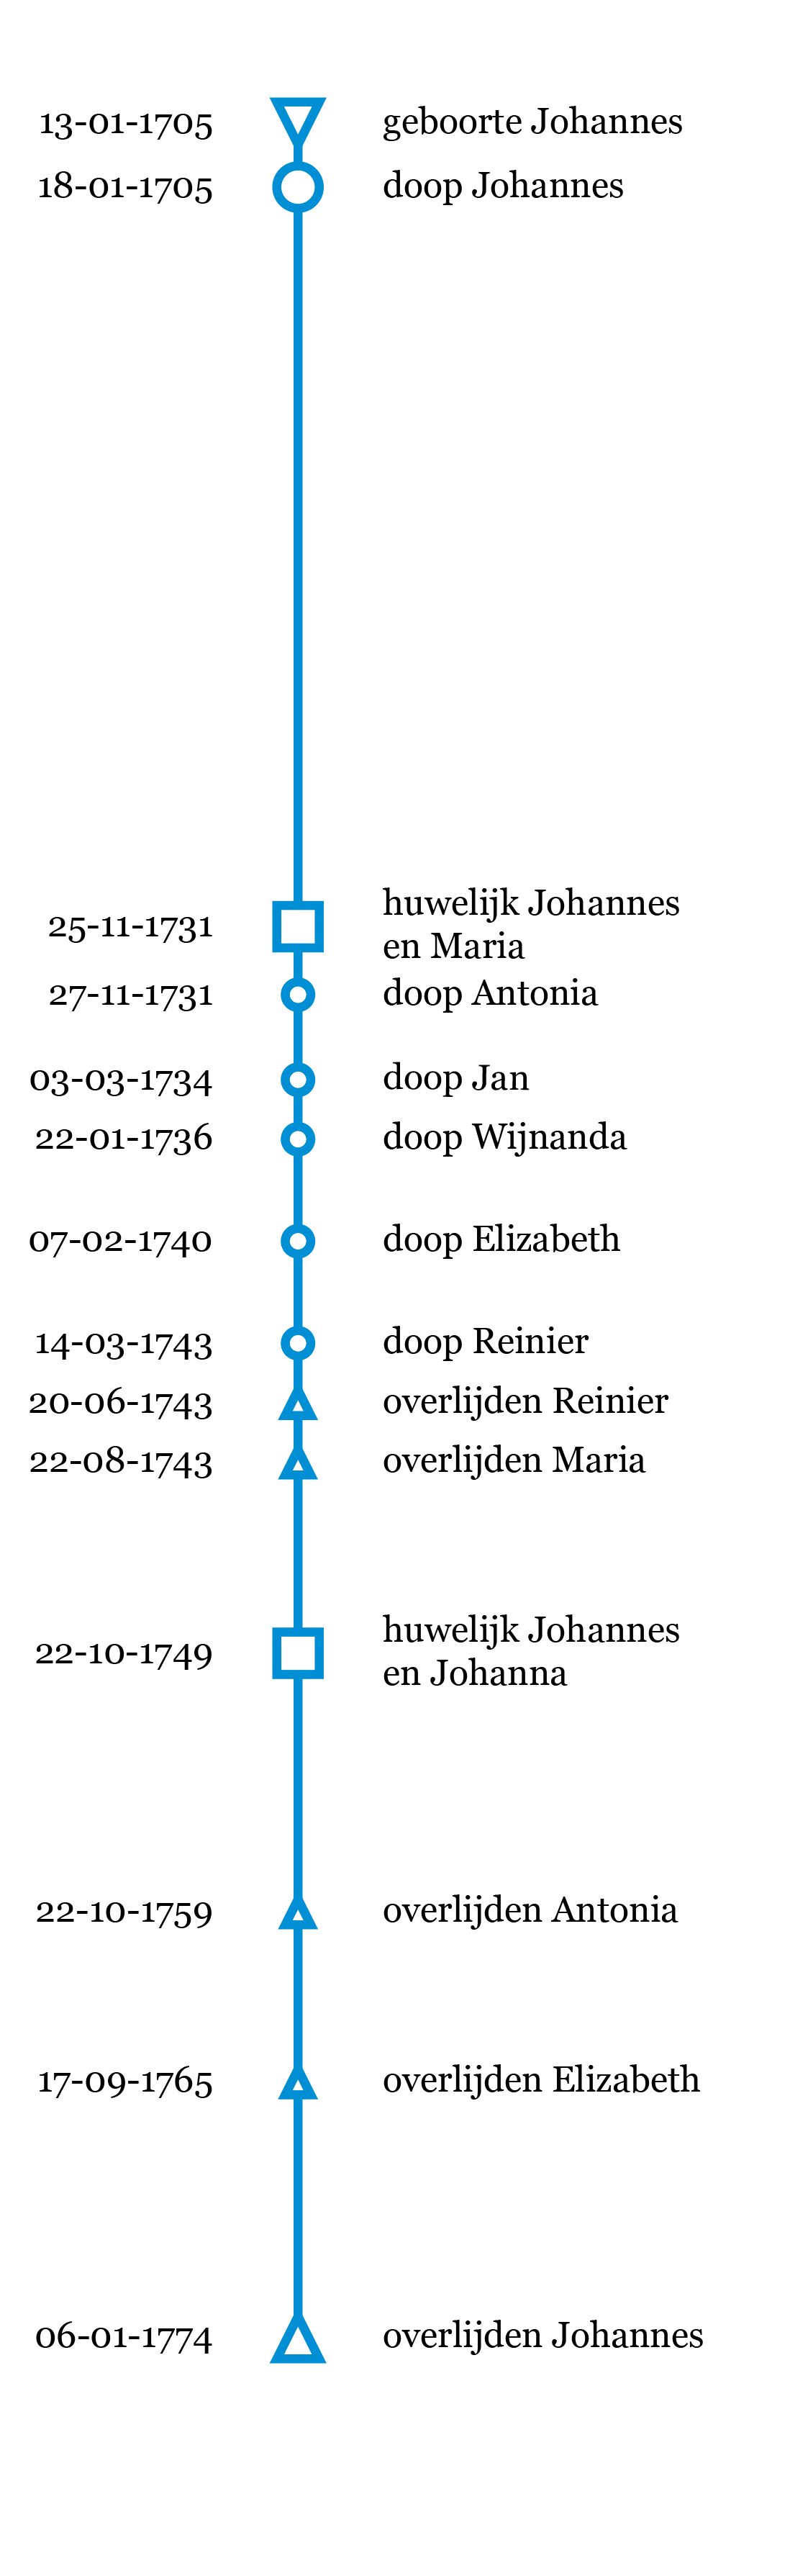 13-01-1705 geboorte Johannes
18-01-1705 doop Johannes
25-11-1731 huwelijk Johannes
en Maria
27-11-1731 doop Antonia
03-03-1734 doop Jan
22-01-1736 doop Wijnanda
07-02-1740 doop Elizabeth
14-03-1743 doop Reinier
20-06-1743 overlijden Reinier
22-08-1743 overlijden Maria
22-10-1749 huwelijk Johannes
en Johanna
22-10-1759 overlijden Antonia
17-09-1765 overlijden Elizabeth
06-01-1774 overlijden Johannes